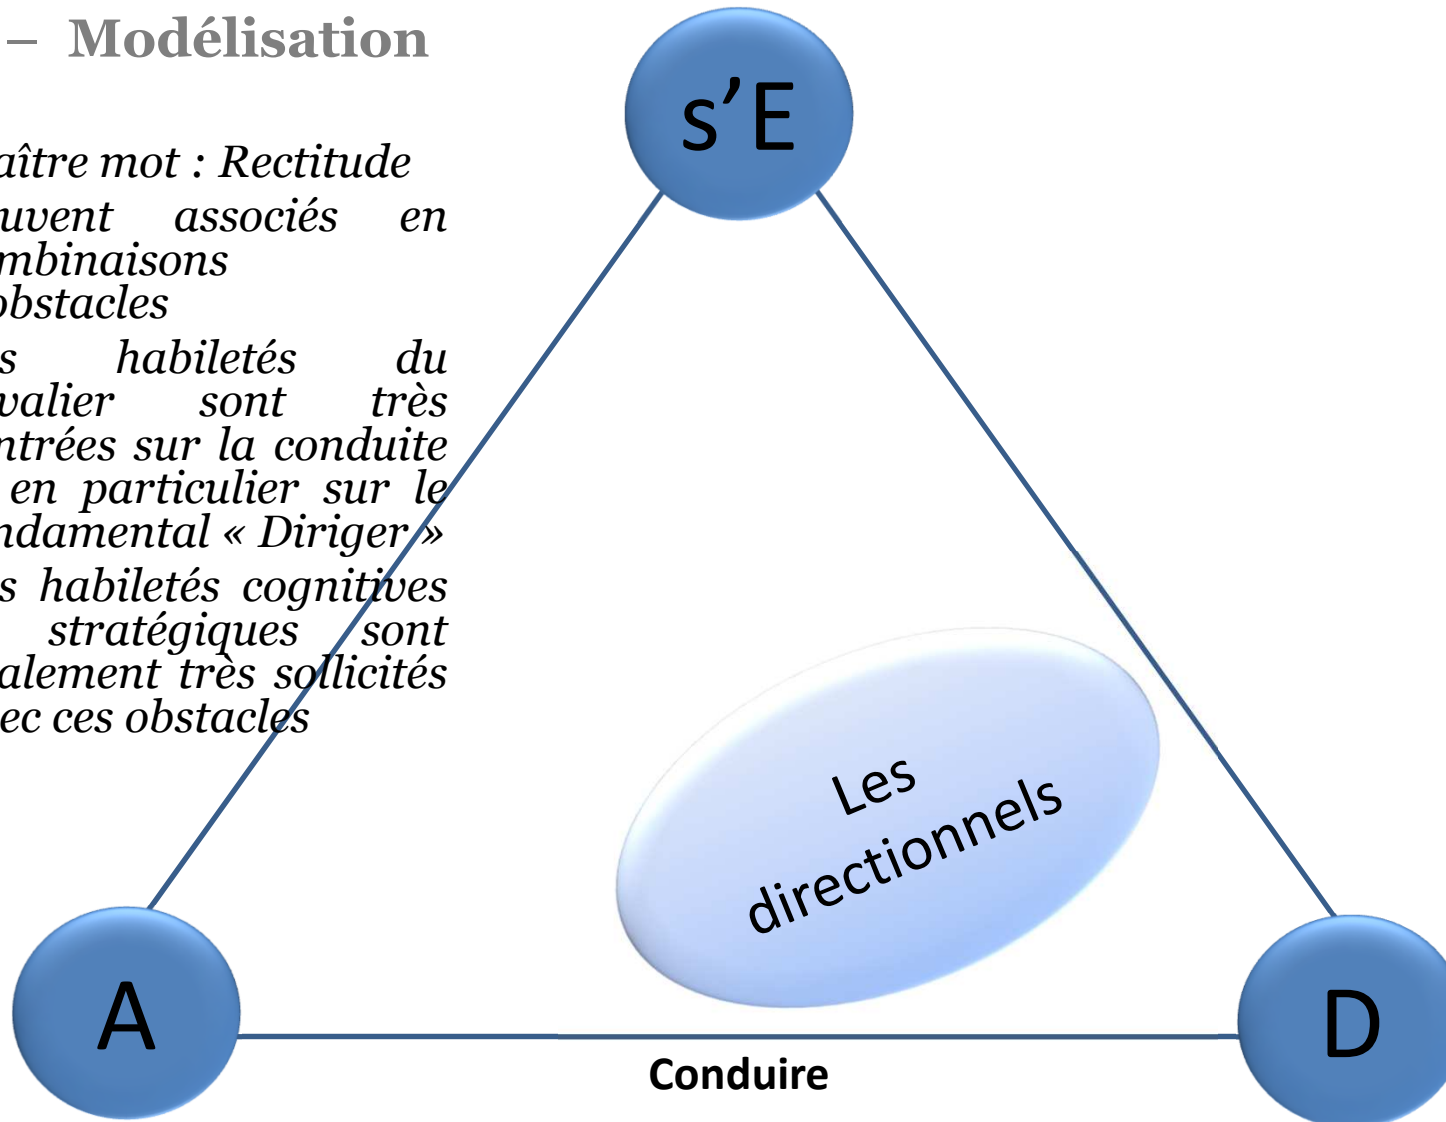 – Modélisation
aître mot : Rectitude
uvent associés en
mbinaisons
obstacles
s habiletés du
valier sont très
ntrées sur la conduite
en particulier sur le
ndamental « Diriger »
s habiletés cognitives
stratégiques sont
alement très sollicités
ec ces obstacles
s’E
Les
directionnels
A
D
Conduire